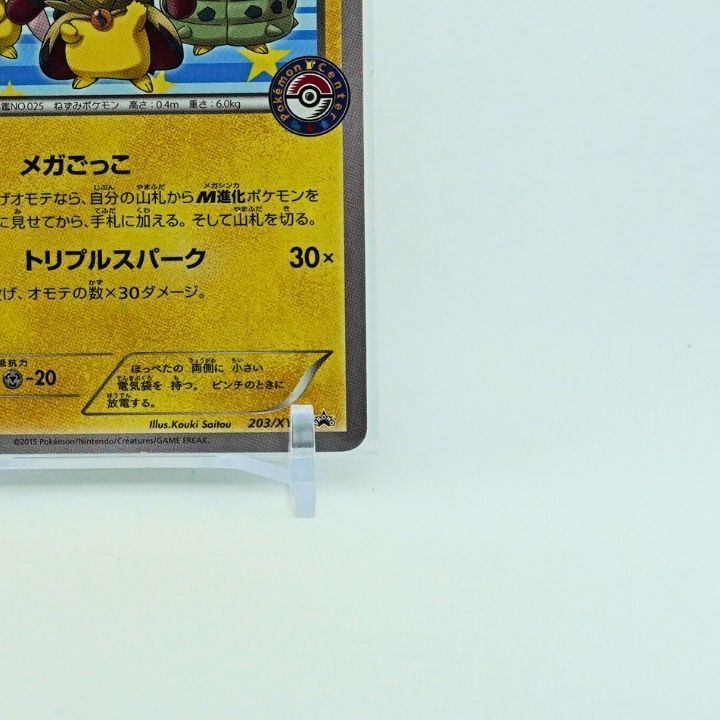 Pokémon Center
鑑NO.025 ねずみポケモン 高さ:0.4m 重さ:6.0kg
メガごっこ
オモテなら、自分の山札からM進化ポケモンを
に見せてから、手札に加える。そして山札を切る。
トリプルスパーク 30×
げ、オモテの数×30ダメージ。
抵抗力
-20
ほっぺたの 両側に 小さい
電気袋を 持つ。 ピンチのときに
放電する。
Illus.Kouki Saitou 203/XY
©2015 Pokémon/Nintendo/Creatures/GAME FREAK.